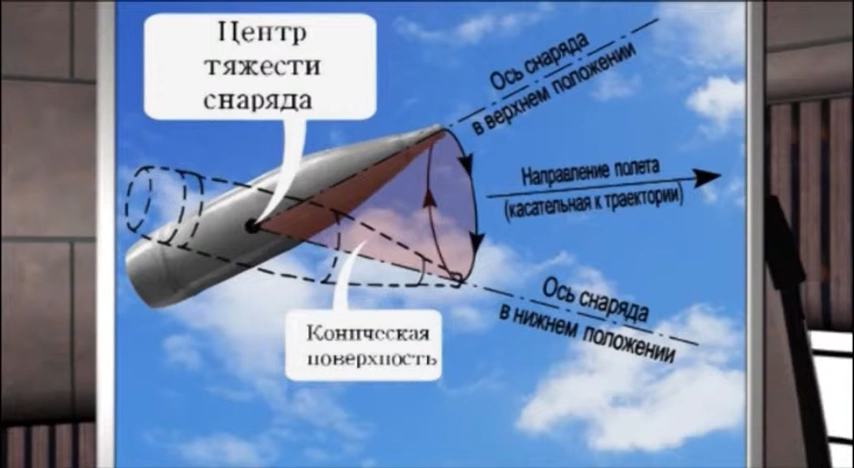 Центр
тяжести
снаряда
Ось снаряда
в верхнем положении
Направление полета
(касательная к траектории)
Ось снаряда
в нижнем положении
Коническая
поверхность